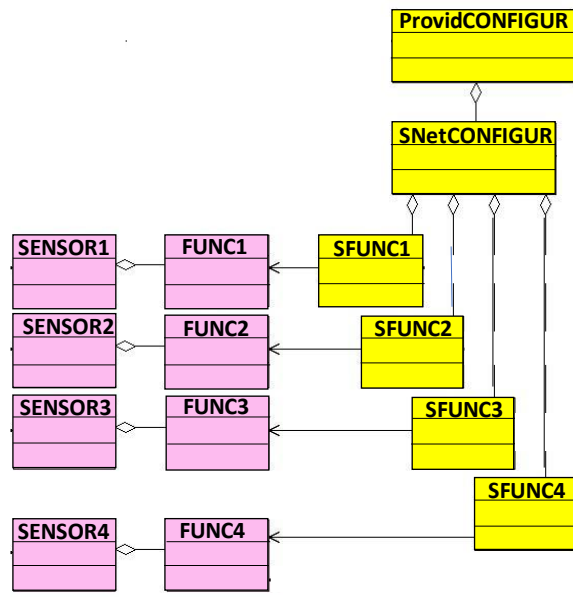 ProvidCONFIGUR
SNetCONFIGUR
SENSOR1 FUNC1 SFUNC1
SENSOR2 FUNC2 SFUNC2
SENSOR3 FUNC3 SFUNC3
SFUNC4
SENSOR4 FUNC4